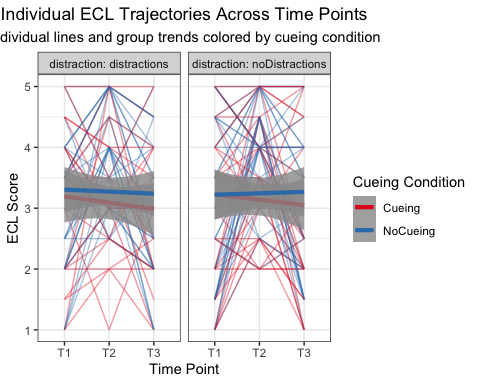 Individual ECL Trajectories Across Time Points
dividual lines and group trends colored by cueing condition
distraction: distractions
distraction: noDistractions
5
4
3
2
1
ECL Score
T1 T2 T3
T1 T2 T3
Time Point
Cueing Condition
Cueing
NoCueing